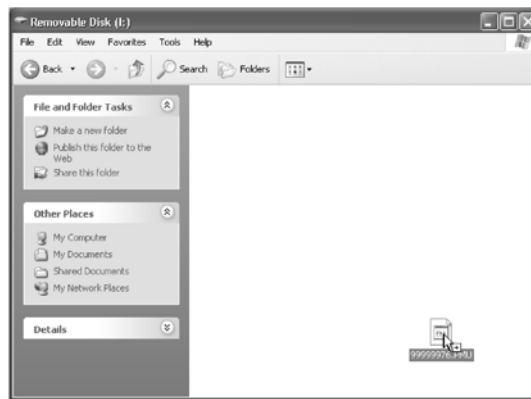 Removable Disk (I:)
File Edit View Favorites Tools Help
Back Search Folders
File and Folder Tasks
Make a new folder
Publish this folder to the
Web
Share this folder
Other Places
My Computer
My Documents
Shared Documents
My Network Places
Details